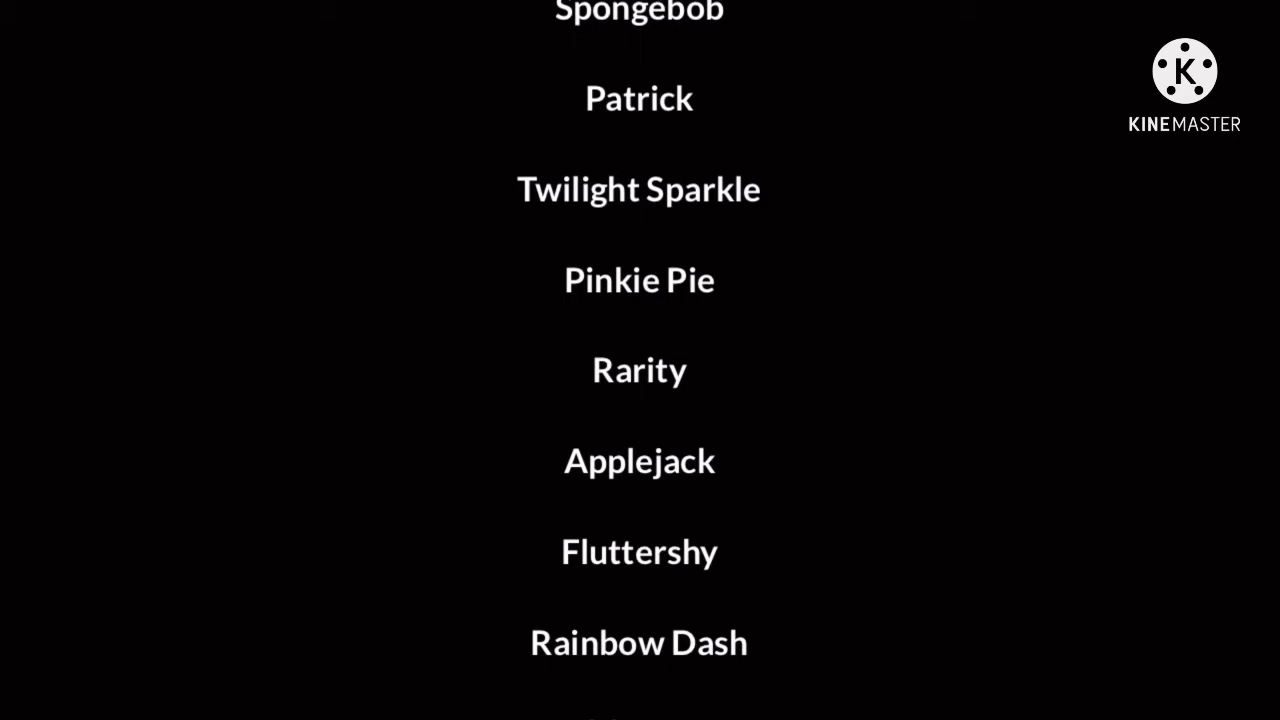 Spongebob
Patrick
Twilight Sparkle
Pinkie Pie
Rarity
Applejack
Fluttershy
Rainbow Dash
K
KINEMASTER